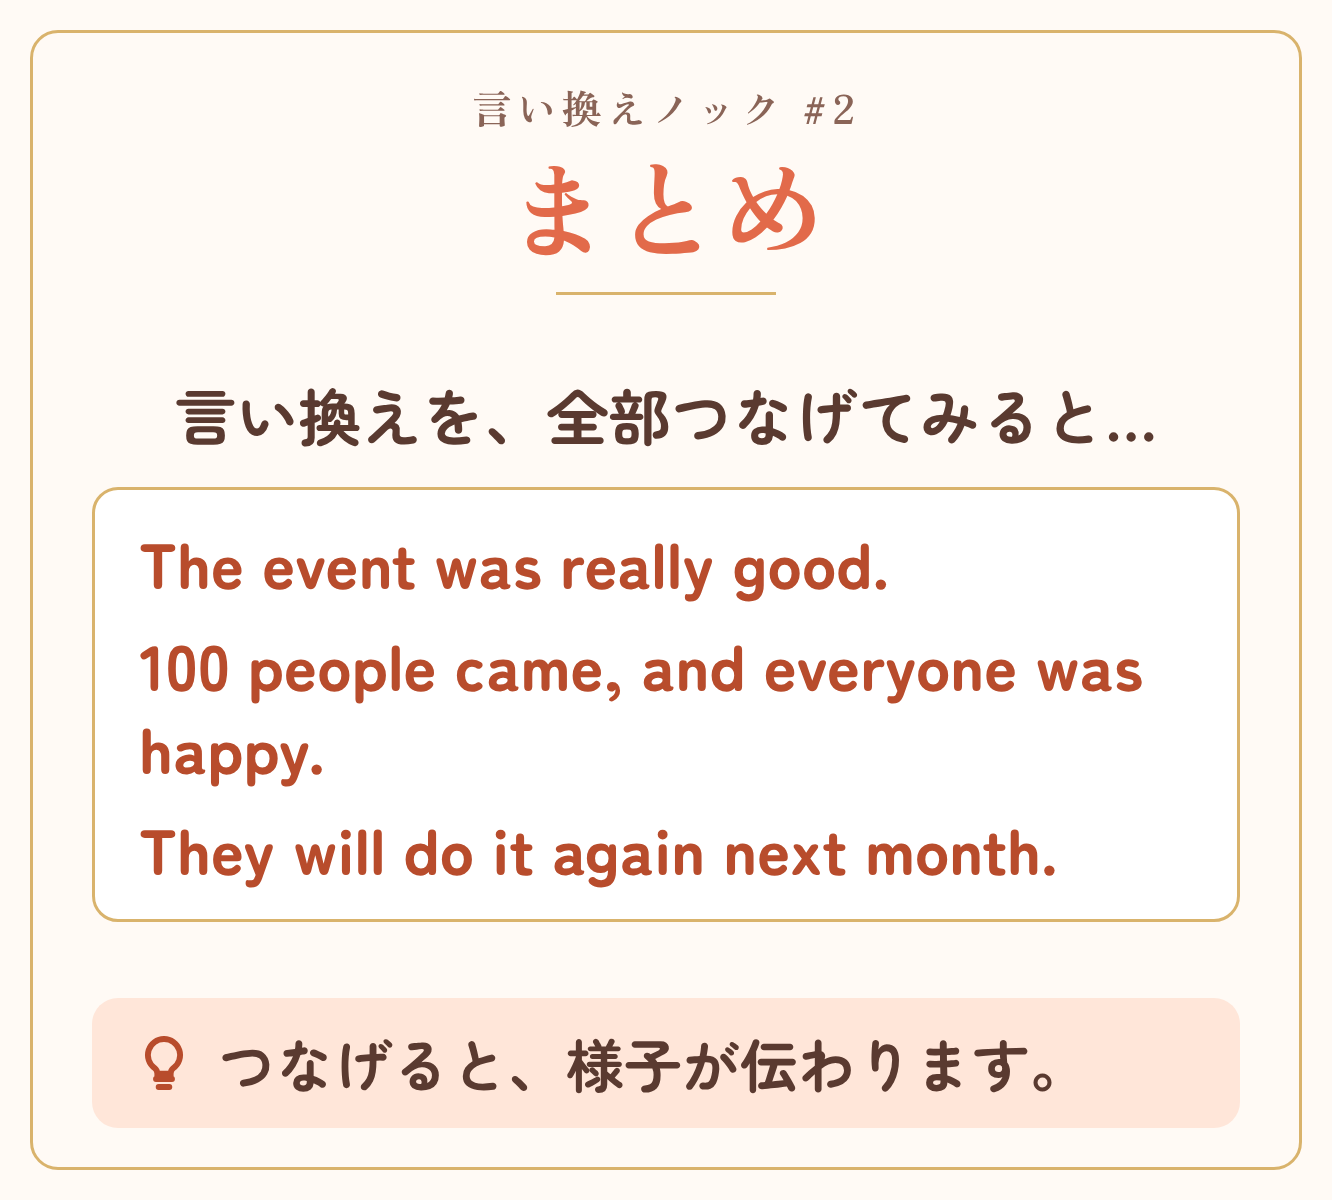 言い換えノック #2
まとめ
言い換えを、全部つなげてみると…
The event was really good.
100 people came, and everyone was
happy.
They will do it again next month.
つなげると、様子が伝わります。